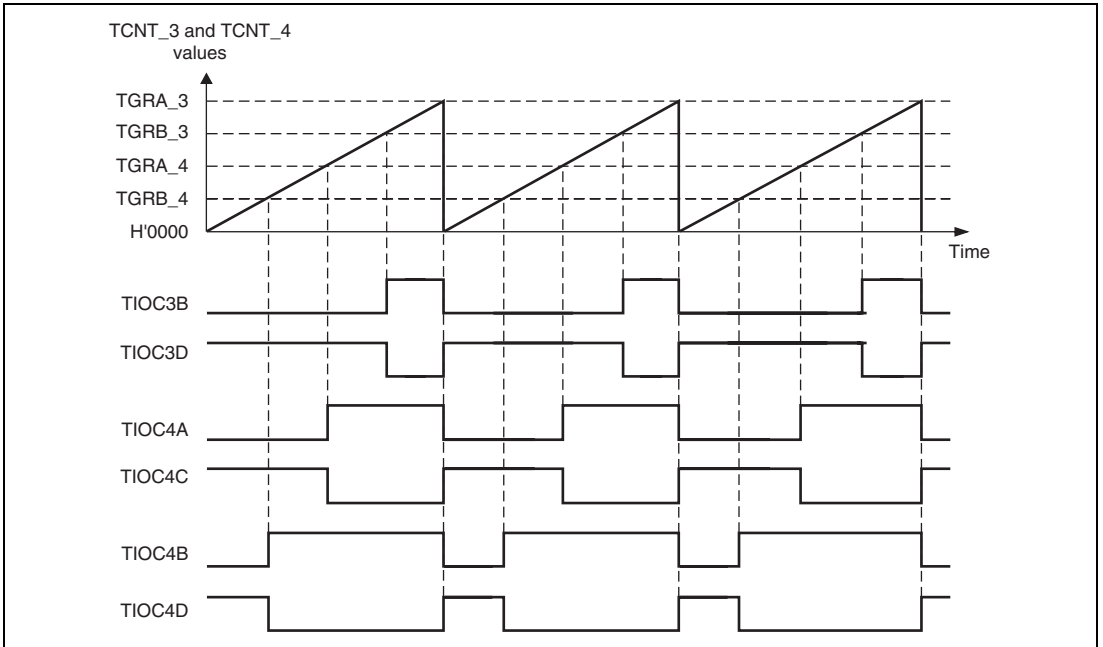 TCNT_3 and TCNT_4
values
TGRA_3
TGRB_3
TGRA_4
TGRB_4
H'0000
Time
TIOC3B
TIOC3D
TIOC4A
TIOC4C
TIOC4B
TIOC4D